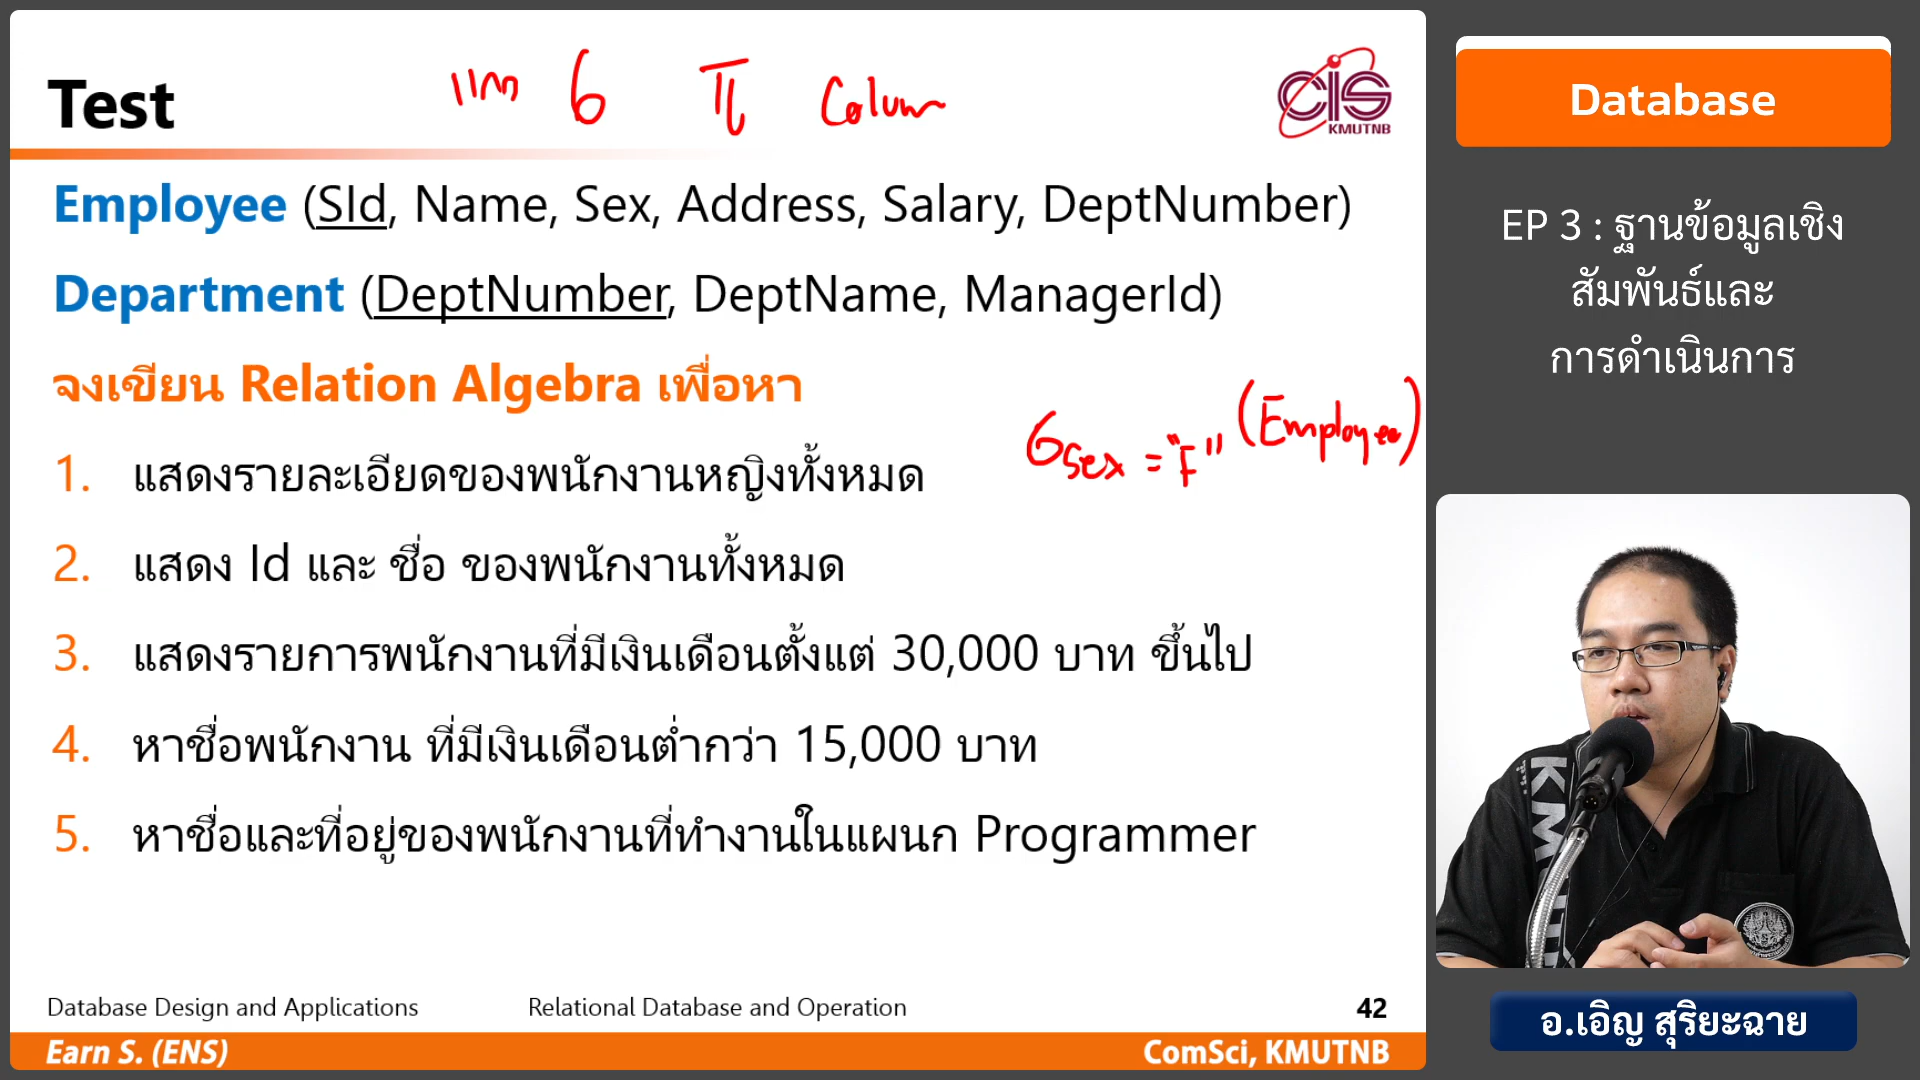 Test
แถว σ π Column
CIS
KMUTNB
Employee (SId, Name, Sex, Address, Salary, DeptNumber)
Department (DeptNumber, DeptName, ManagerId)
จงเขียน Relation Algebra เพื่อหา
σ Sex = "F" (Employee)
1. แสดงรายละเอียดของพนักงานหญิงทั้งหมด
2. แสดง Id และ ชื่อ ของพนักงานทั้งหมด
3. แสดงรายการพนักงานที่มีเงินเดือนตั้งแต่ 30,000 บาท ขึ้นไป
4. หาชื่อพนักงาน ที่มีเงินเดือนต่ำกว่า 15,000 บาท
5. หาชื่อและที่อยู่ของพนักงานที่ทำงานในแผนก Programmer
Database Design and Applications
Relational Database and Operation
42
Earn S. (ENS)
ComSci, KMUTNB
Database
EP 3 : ฐานข้อมูลเชิง
สัมพันธ์และ
การดำเนินการ
อ.เอิญ สุริยะฉาย